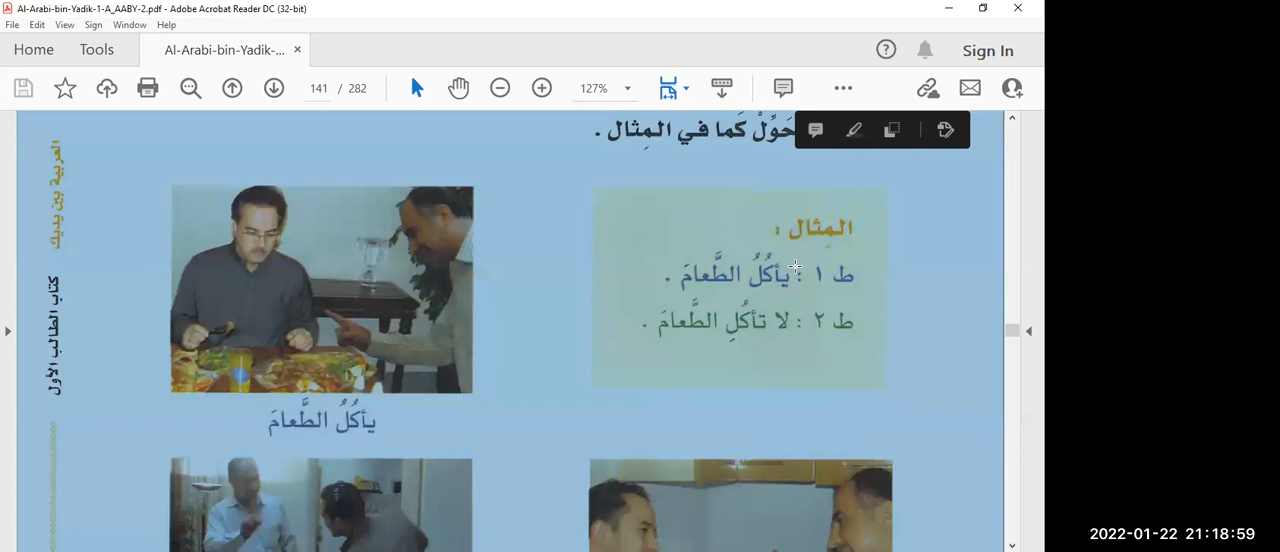 Al-Arabi-bin-Yadik-1-A_AABY-2.pdf - Adobe Acrobat Reader DC (32-bit)
File Edit View Sign Window Help
Home Tools Al-Arabi-bin-Yadik-... × Sign In
141 / 282 127%
حَوِّلْ كَما في المِثال .
المِثال :
ط ١ : يأكُلُ الطَّعامَ .
ط ٢ : لا تأكُلِ الطَّعامَ .
يأكُلُ الطَّعامَ
العربية بين يديك
كتاب الطالب الأول
2022-01-22 21:18:59